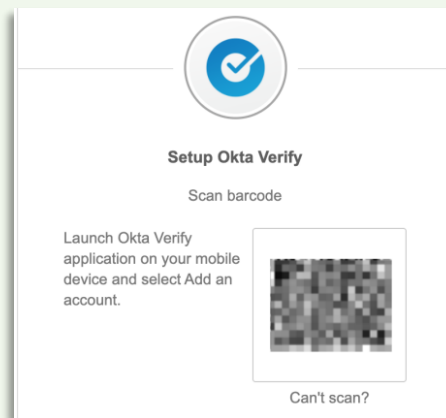 Setup Okta Verify
Scan barcode
Launch Okta Verify
application on your mobile
device and select Add an
account.
Can't scan?